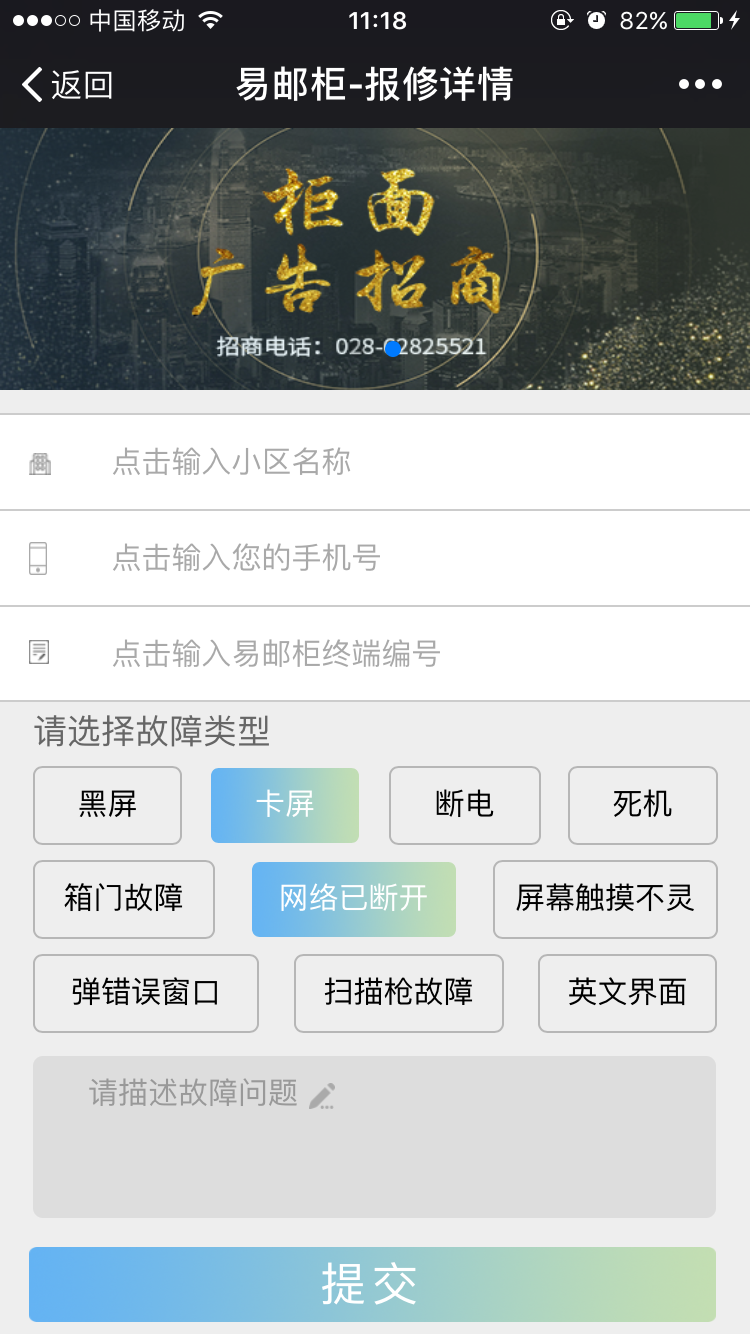 中国移动 11:18 82%
返回 易邮柜-报修详情
柜面
广告招商
招商电话：028-62825521
点击输入小区名称
点击输入您的手机号
点击输入易邮柜终端编号
请选择故障类型
黑屏 卡屏 断电 死机
箱门故障 网络已断开 屏幕触摸不灵
弹错误窗口 扫描枪故障 英文界面
请描述故障问题
提交